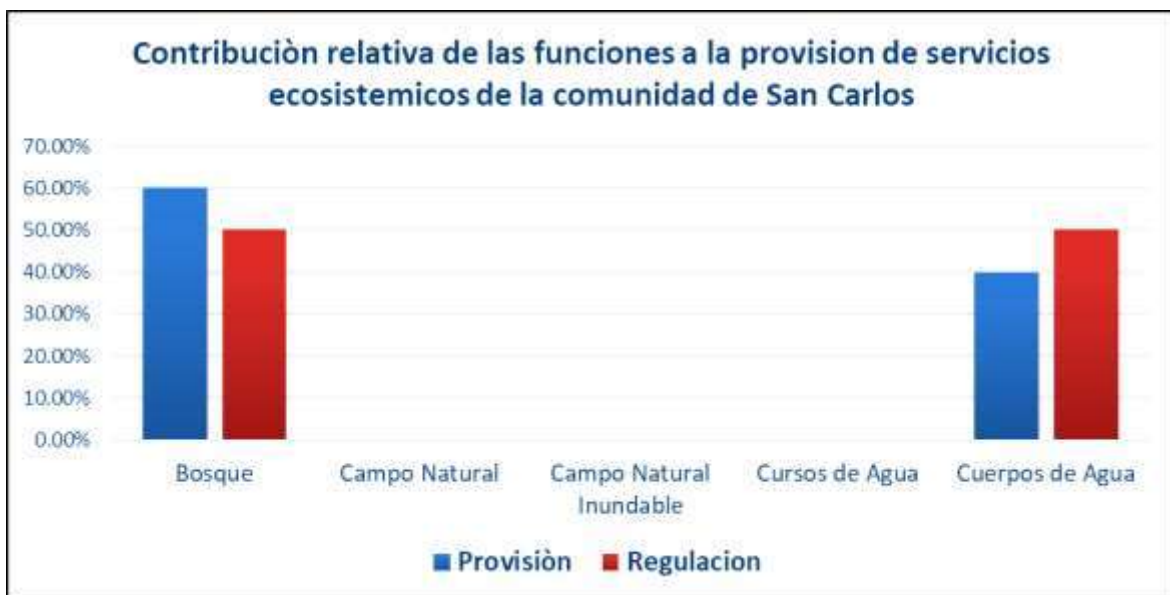 Contribuciòn relativa de las funciones a la provision de servicios
ecosistemicos de la comunidad de San Carlos
70.00%
60.00%
50.00%
40.00%
30.00%
20.00%
10.00%
0.00%
Bosque
Campo Natural
Campo Natural
Inundable
Cursos de Agua
Cuerpos de Agua
Provisiòn
Regulacion